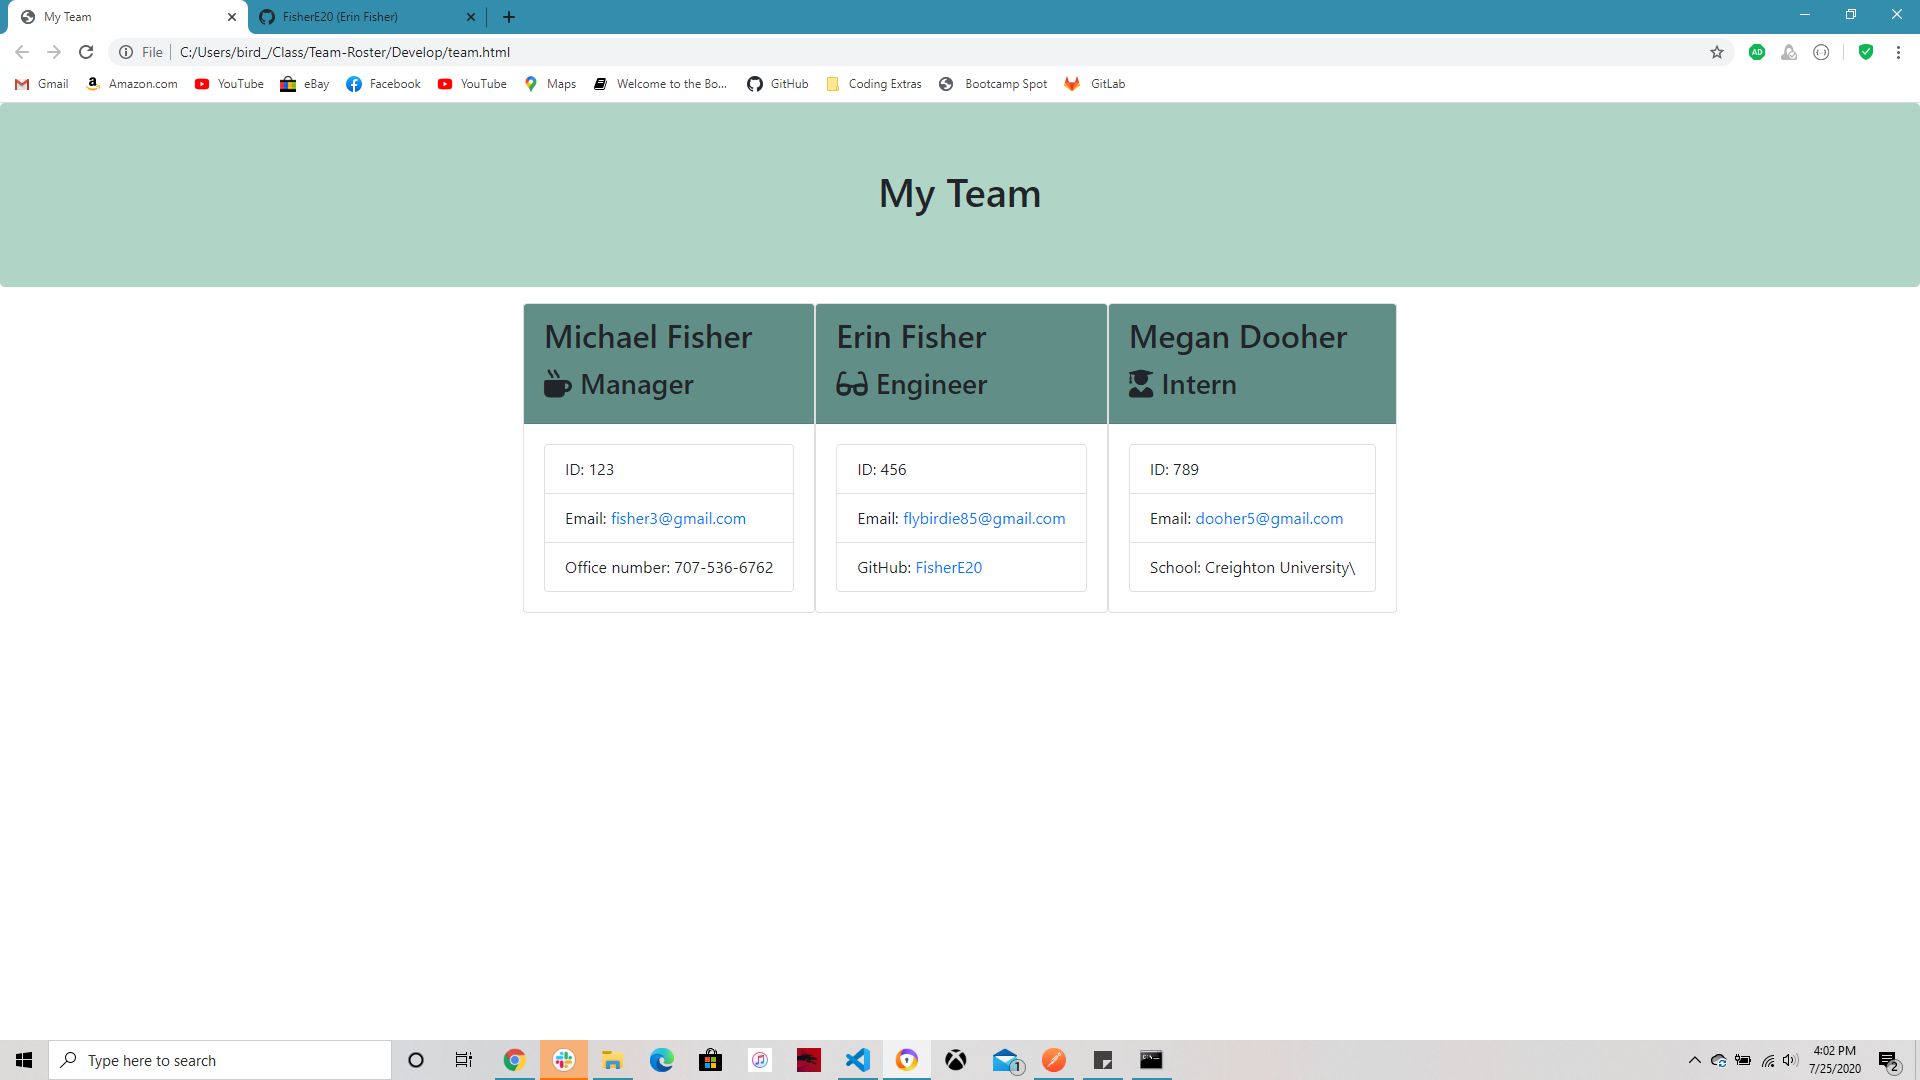 My Team
FisherE20 (Erin Fisher)
File
C:/Users/bird_/Class/Team-Roster/Develop/team.html
AD
Gmail
Amazon.com
YouTube
eBay
Facebook
YouTube
Maps
Welcome to the Bo...
GitHub
Coding Extras
Bootcamp Spot
GitLab
My Team
Michael Fisher
Manager
ID: 123
Email: fisher3@gmail.com
Office number: 707-536-6762
Erin Fisher
Engineer
ID: 456
Email: flybirdie85@gmail.com
GitHub: FisherE20
Megan Dooher
Intern
ID: 789
Email: dooher5@gmail.com
School: Creighton University\
Type here to search
1
4:02 PM
7/25/2020
2